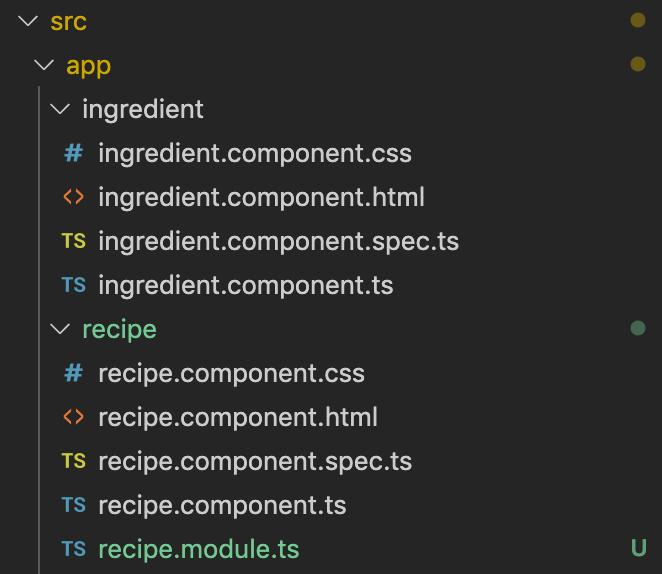 src
app
ingredient
# ingredient.component.css
<> ingredient.component.html
TS ingredient.component.spec.ts
TS ingredient.component.ts
recipe
# recipe.component.css
<> recipe.component.html
TS recipe.component.spec.ts
TS recipe.component.ts
TS recipe.module.ts U